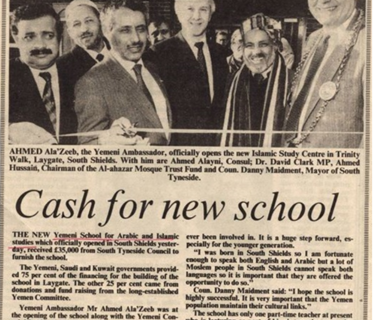 AHMED Ala'Zeeb, the Yemeni Ambassador, officially opens the new Islamic Study Centre in Trinity
Walk, Laygate, South Shields. With him are Ahmed Alayni, Consul; Dr. David Clark MP, Ahmed
Hussain, Chairman of the Al-ahazar Mosque Trust Fund and Coun. Danny Maidment, Mayor of South
Tyneside.
Cash for new school
THE NEW Yemeni School for Arabic and Islamic
studies which officially opened in South Shields yester-
day, received £35,000 from South Tyneside Council to
furnish the school.
The Yemeni, Saudi and Kuwait governments provid-
ed 75 per cent of the financing for the building of the
school in Laygate. The other 25 per cent came from
donations and fund raising from the long-established
Yemen Committee.
Yemeni Ambassador Mr Ahmed Ala'Zeeb was at
the opening of the school along with the Yemeni Con-
ever been involved in. It is a huge step forward, es-
pecially for the younger generation.
"I was born in South Shields so I am fortunate
enough to speak both English and Arabic but a lot of
Moslem people in South Shields cannot speak both
languages so it is important that they are offered the
opportunity to do so."
Coun. Danny Maidment said: "I hope the school is
highly successful. It is very important that the Yemen
population maintain their cultural links."
The school has only one part-time teacher at present